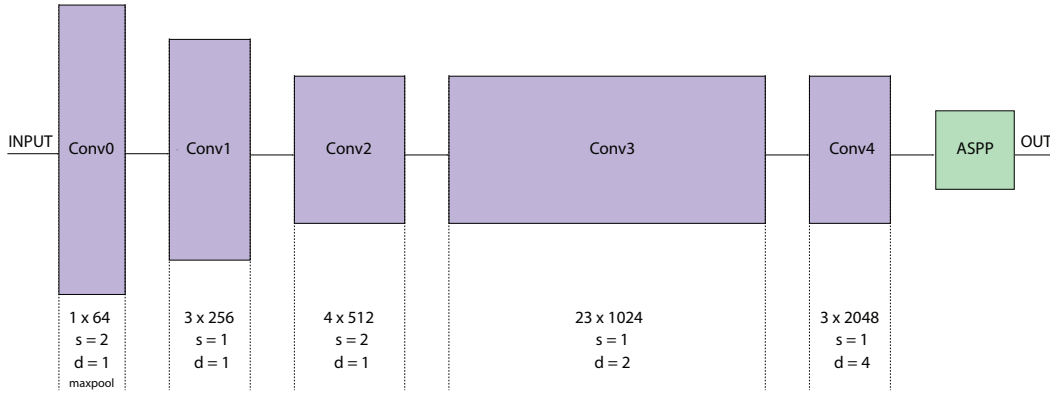 INPUT
Conv0
Conv1
Conv2
Conv3
Conv4
ASPP
OUT
1 x 64
s = 2
d = 1
maxpool
3 x 256
s = 1
d = 1
4 x 512
s = 2
d = 1
23 x 1024
s = 1
d = 2
3 x 2048
s = 1
d = 4